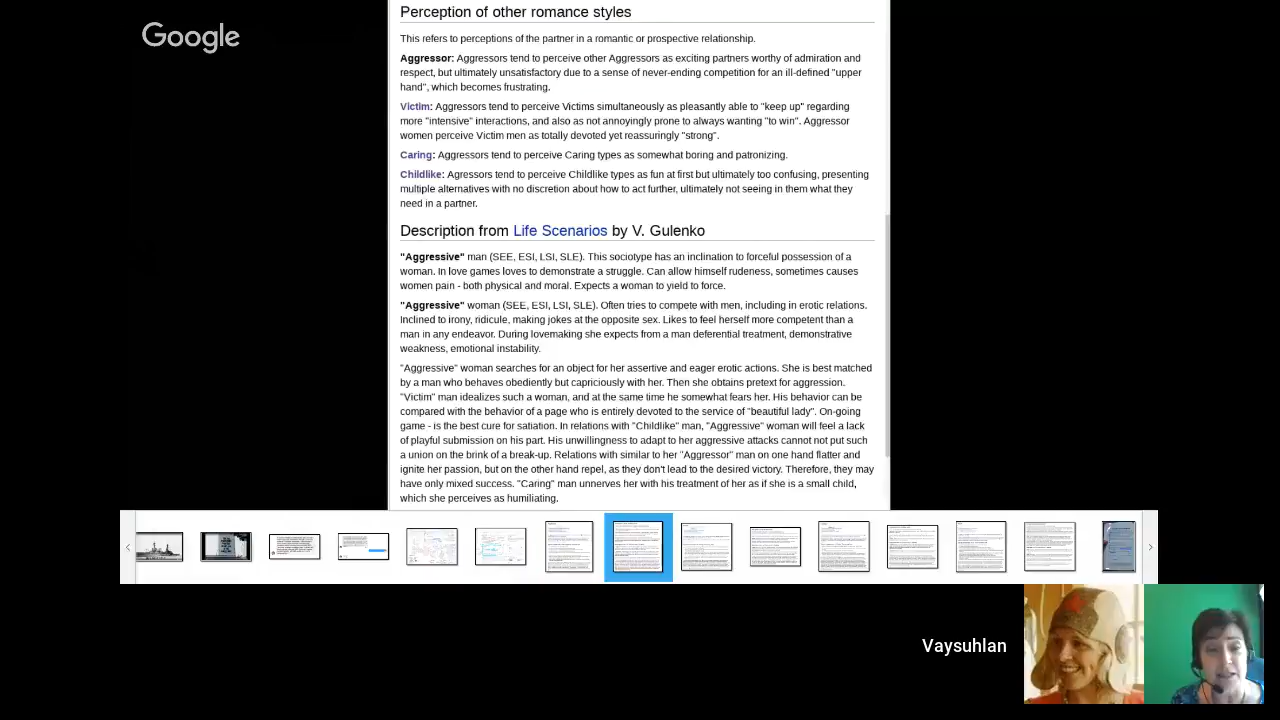 Google
Perception of other romance styles
This refers to perceptions of the partner in a romantic or prospective relationship.
Aggressor: Aggressors tend to perceive other Aggressors as exciting partners worthy of admiration and
respect, but ultimately unsatisfactory due to a sense of never-ending competition for an ill-defined "upper
hand", which becomes frustrating.
Victim: Aggressors tend to perceive Victims simultaneously as pleasantly able to "keep up" regarding
more "intensive" interactions, and also as not annoyingly prone to always wanting "to win". Aggressor
women perceive Victim men as totally devoted yet reassuringly "strong".
Caring: Aggressors tend to perceive Caring types as somewhat boring and patronizing.
Childlike: Agressors tend to perceive Childlike types as fun at first but ultimately too confusing, presenting
multiple alternatives with no discretion about how to act further, ultimately not seeing in them what they
need in a partner.
Description from Life Scenarios by V. Gulenko
"Aggressive" man (SEE, ESI, LSI, SLE). This sociotype has an inclination to forceful possession of a
woman. In love games loves to demonstrate a struggle. Can allow himself rudeness, sometimes causes
women pain - both physical and moral. Expects a woman to yield to force.
"Aggressive" woman (SEE, ESI, LSI, SLE). Often tries to compete with men, including in erotic relations.
Inclined to irony, ridicule, making jokes at the opposite sex. Likes to feel herself more competent than a
man in any endeavor. During lovemaking she expects from a man deferential treatment, demonstrative
weakness, emotional instability.
"Aggressive" woman searches for an object for her assertive and eager erotic actions. She is best matched
by a man who behaves obediently but capriciously with her. Then she obtains pretext for aggression.
"Victim" man idealizes such a woman, and at the same time he somewhat fears her. His behavior can be
compared with the behavior of a page who is entirely devoted to the service of "beautiful lady". On-going
game - is the best cure for satiation. In relations with "Childlike" man, "Aggressive" woman will feel a lack
of playful submission on his part. His unwillingness to adapt to her aggressive attacks cannot not put such
a union on the brink of a break-up. Relations with similar to her "Aggressor" man on one hand flatter and
ignite her passion, but on the other hand repel, as they don't lead to the desired victory. Therefore, they may
have only mixed success. "Caring" man unnerves her with his treatment of her as if she is a small child,
which she perceives as humiliating.
Vaysuhlan